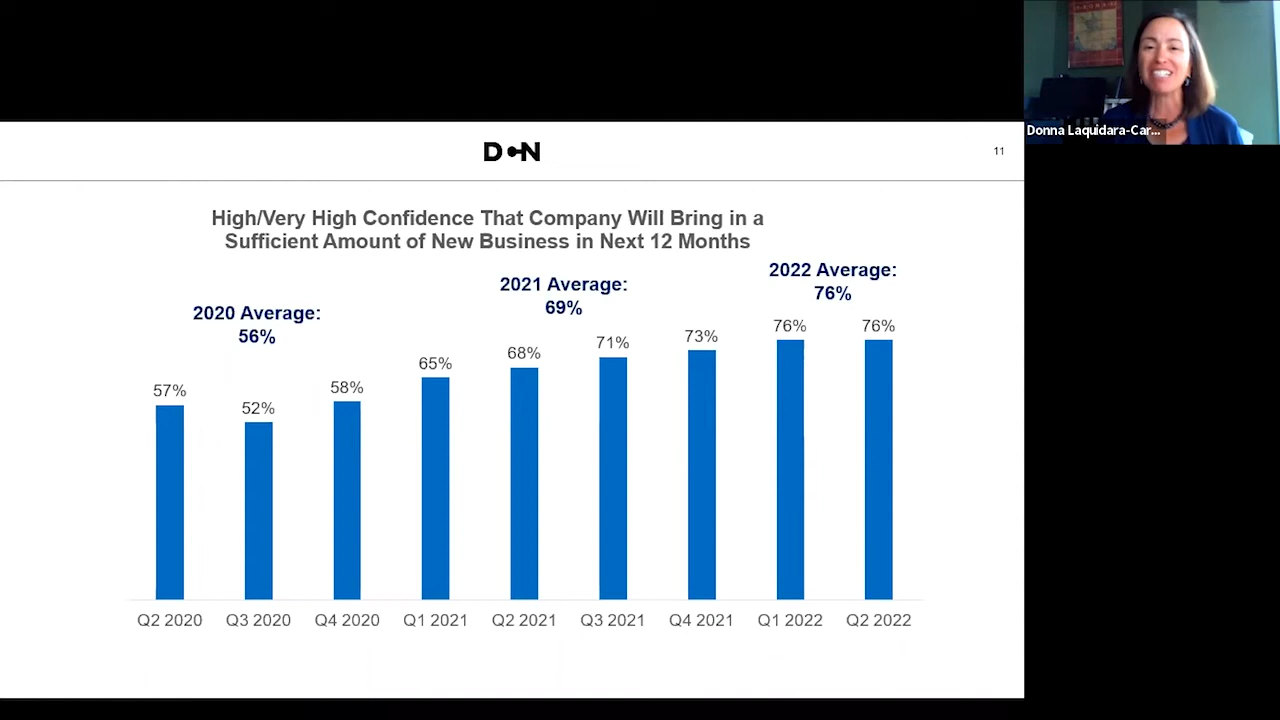 D N
11
Donna Laquidara-Car...
High/Very High Confidence That Company Will Bring in a
Sufficient Amount of New Business in Next 12 Months
2020 Average:
56%
2021 Average:
69%
2022 Average:
76%
57%
52%
58%
65%
68%
71%
73%
76%
76%
Q2 2020
Q3 2020
Q4 2020
Q1 2021
Q2 2021
Q3 2021
Q4 2021
Q1 2022
Q2 2022